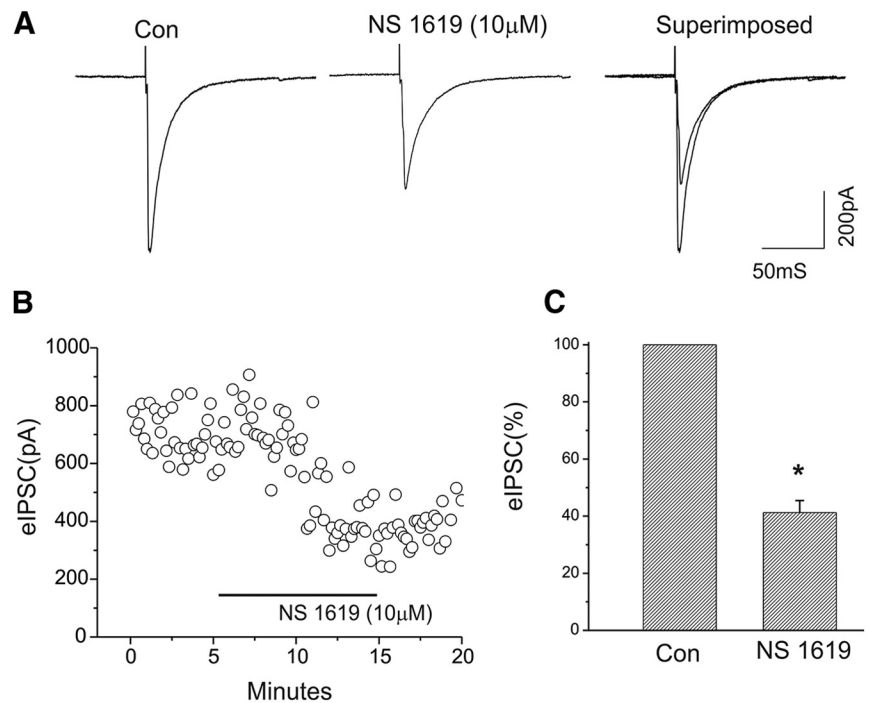 A
Con
NS 1619 (10μM)
Superimposed
200pA
50mS
B
1000
800
600
400
200
0
eIPSC(pA)
NS 1619 (10μM)
0 5 10 15 20
Minutes
C
100
80
60
40
20
0
eIPSC(%)
*
Con
NS 1619